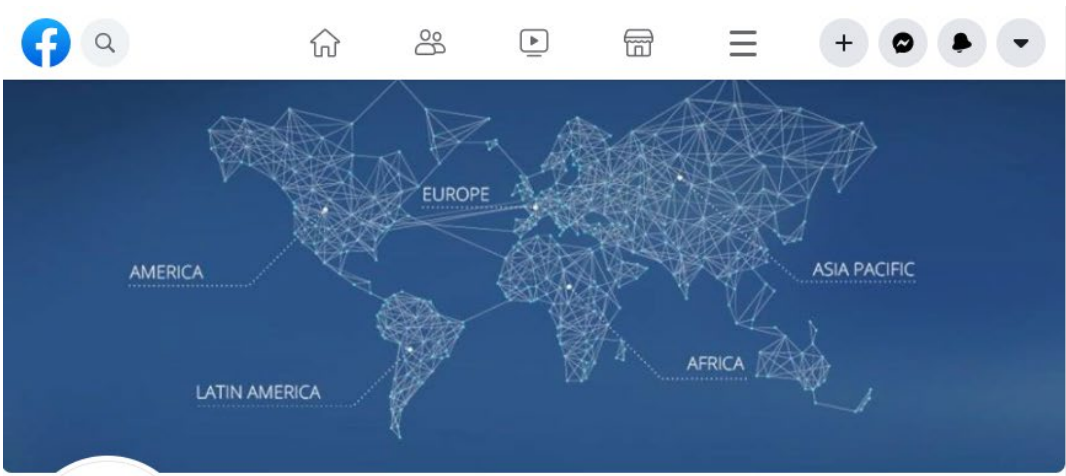 EUROPE
AMERICA
ASIA PACIFIC
AFRICA
LATIN AMERICA